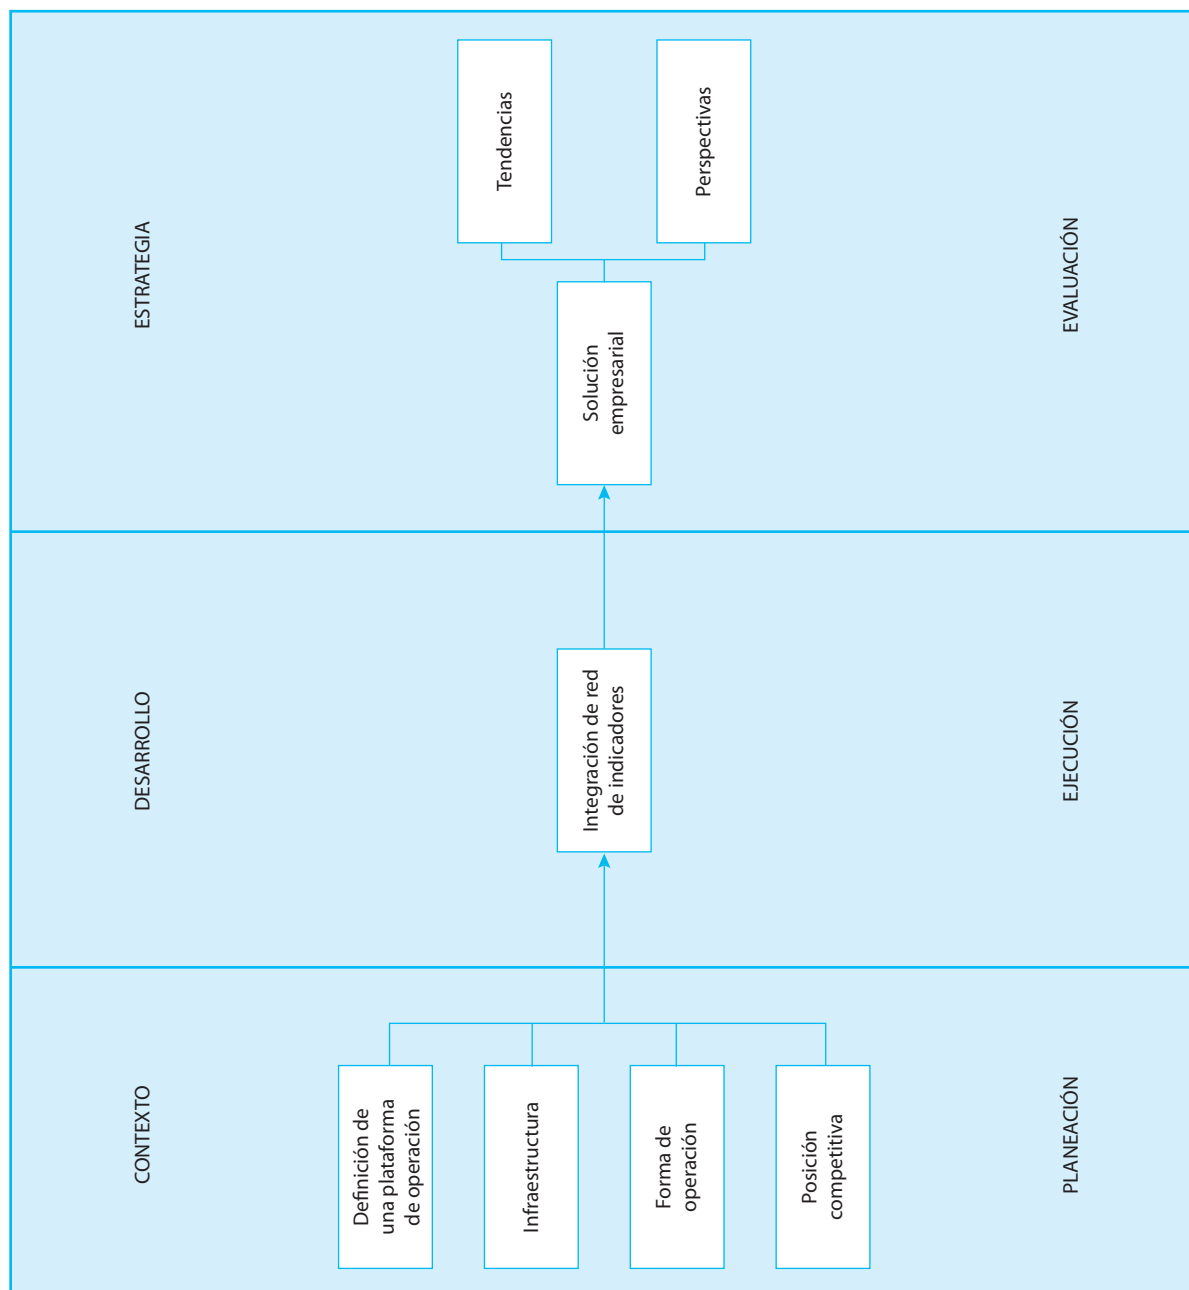 CONTEXTO
DESARROLLO
ESTRATEGIA
Definición de
una plataforma
de operación
Infraestructura
Forma de
operación
Posición
competitiva
Integración de red
de indicadores
Solución
empresarial
Tendencias
Perspectivas
PLANEACIÓN
EJECUCIÓN
EVALUACIÓN